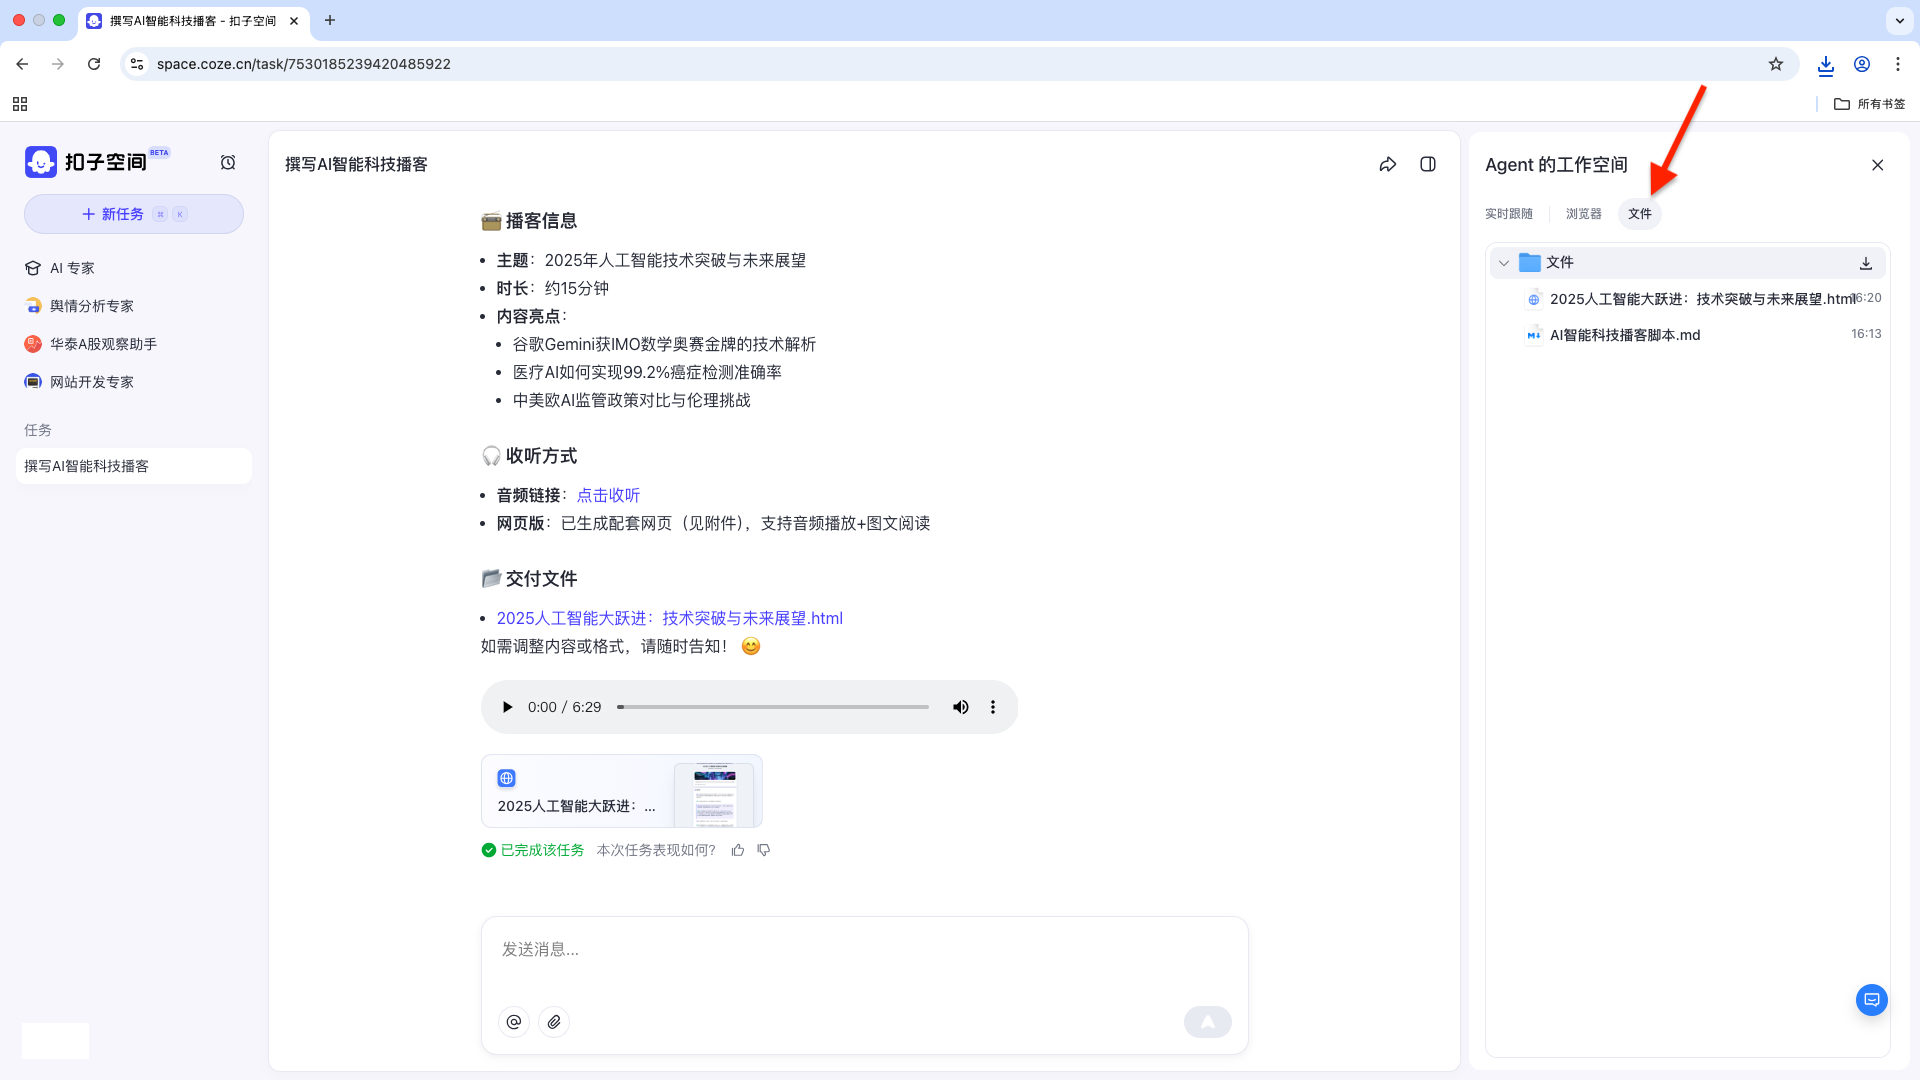 撰写AI智能科技播客 - 扣子空间
space.coze.cn/task/7530185239420485922
所有书签
扣子空间 BETA
新任务 ⌘ K
AI 专家
舆情分析专家
华泰A股观察助手
网站开发专家
任务
撰写AI智能科技播客
撰写AI智能科技播客
播客信息
主题：2025年人工智能技术突破与未来展望
时长：约15分钟
内容亮点：
谷歌Gemini获IMO数学奥赛金牌的技术解析
医疗AI如何实现99.2%癌症检测准确率
中美欧AI监管政策对比与伦理挑战
收听方式
音频链接：点击收听
网页版：已生成配套网页（见附件），支持音频播放+图文阅读
交付文件
2025人工智能大跃进：技术突破与未来展望.html
如需调整内容或格式，请随时告知！
0:00 / 6:29
2025人工智能大跃进：...
已完成该任务 本次任务表现如何？
发送消息...
Agent 的工作空间
实时跟随 浏览器 文件
文件
2025人工智能大跃进：技术突破与未来展望.html 16:20
AI智能科技播客脚本.md 16:13